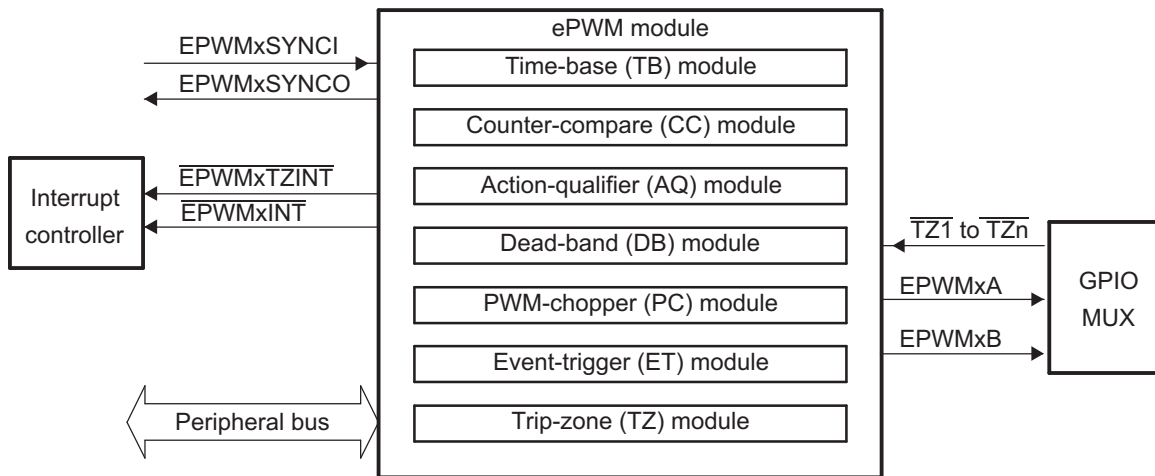 ePWM module
EPWMxSYNCI
EPWMxSYNCO
Time-base (TB) module
Counter-compare (CC) module
Action-qualifier (AQ) module
Dead-band (DB) module
PWM-chopper (PC) module
Event-trigger (ET) module
Trip-zone (TZ) module
Interrupt
controller
EPWMxTZINT
EPWMxINT
Peripheral bus
TZ1 to TZn
EPWMxA
EPWMxB
GPIO
MUX